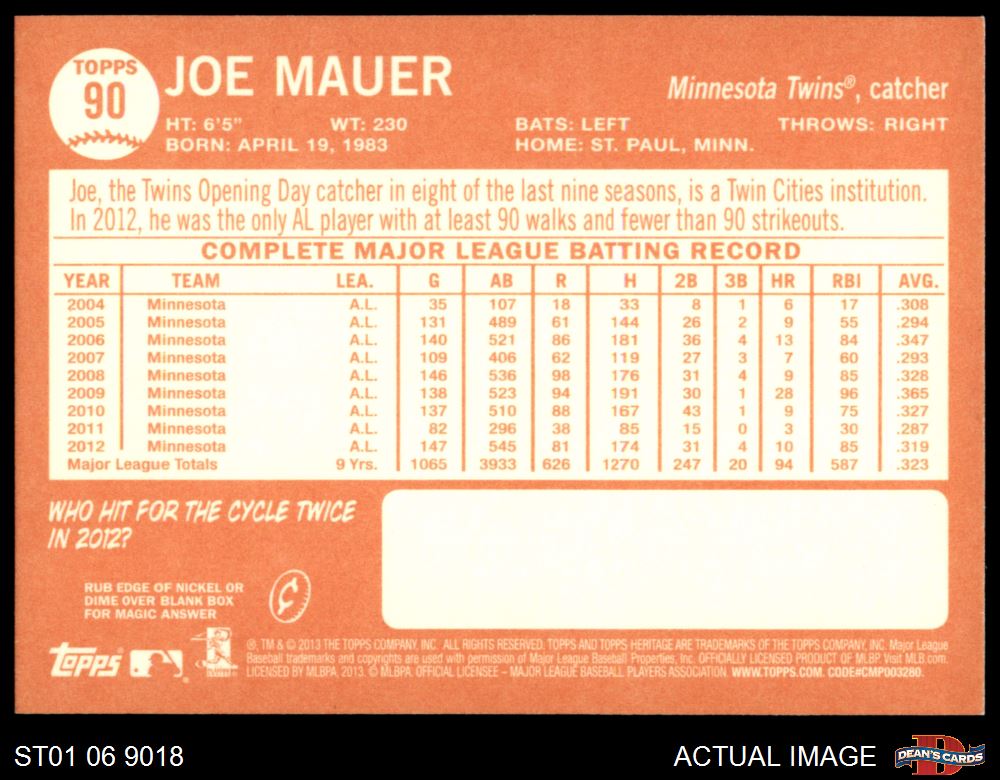 TOPPS
90
JOE MAUER
Minnesota Twins®, catcher
HT: 6'5" WT: 230 BATS: LEFT THROWS: RIGHT
BORN: APRIL 19, 1983 HOME: ST. PAUL, MINN.
Joe, the Twins Opening Day catcher in eight of the last nine seasons, is a Twin Cities institution.
In 2012, he was the only AL player with at least 90 walks and fewer than 90 strikeouts.
COMPLETE MAJOR LEAGUE BATTING RECORD
YEAR TEAM LEA. G AB R H 2B 3B HR RBI AVG.
2004 Minnesota A.L. 35 107 18 33 8 1 6 17 .308
2005 Minnesota A.L. 131 489 61 144 26 2 9 55 .294
2006 Minnesota A.L. 140 521 86 181 36 4 13 84 .347
2007 Minnesota A.L. 109 406 62 119 27 3 7 60 .293
2008 Minnesota A.L. 146 536 98 176 31 4 9 85 .328
2009 Minnesota A.L. 138 523 94 191 30 1 28 96 .365
2010 Minnesota A.L. 137 510 88 167 43 1 9 75 .327
2011 Minnesota A.L. 82 296 38 85 15 0 3 30 .287
2012 Minnesota A.L. 147 545 81 174 31 4 10 85 .319
Major League Totals 9 Yrs. 1065 3933 626 1270 247 20 94 587 .323
WHO HIT FOR THE CYCLE TWICE
IN 2012?
RUB EDGE OF NICKEL OR
DIME OVER BLANK BOX
FOR MAGIC ANSWER
¢
topps
®, TM & © 2013 THE TOPPS COMPANY, INC. ALL RIGHTS RESERVED. TOPPS AND TOPPS HERITAGE ARE TRADEMARKS OF THE TOPPS COMPANY, INC. Major League
Baseball trademarks and copyrights are used with permission of Major League Baseball Properties, Inc. OFFICIALLY LICENSED PRODUCT OF MLBP. Visit MLB.com.
LICENSED BY MLBPA, 2013. © MLBPA. OFFICIAL LICENSEE – MAJOR LEAGUE BASEBALL PLAYERS ASSOCIATION. WWW.TOPPS.COM. CODE#CMP003280.
ST01 06 9018
ACTUAL IMAGE
DEAN'S CARDS